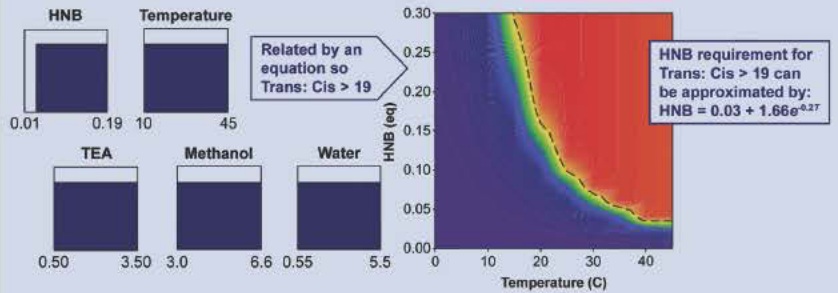 HNB
Temperature
0.01
0.19
10
45
Related by an
equation so
Trans: Cis > 19
TEA
Methanol
Water
0.50
3.50
3.0
6.6
0.55
5.5
HNB (eq)
0.30
0.25
0.20
0.15
0.10
0.05
0.00
0
10
20
30
40
Temperature (C)
HNB requirement for
Trans: Cis > 19 can
be approximated by:
HNB = 0.03 + 1.66e^-0.27